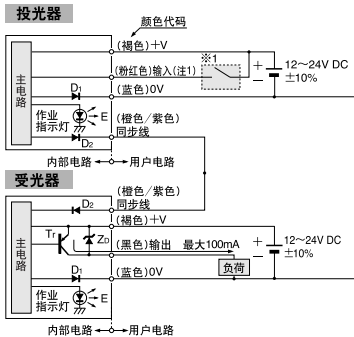 投光器
颜色代码
(褐色)+V
※1
(粉红色)输入(注1)
+
−
12~24V DC
±10%
主电路
D1
(蓝色)0V
作业
指示灯
E
(橙色/紫色)
同步线
D2
内部电路
用户电路
受光器
(橙色/紫色)
同步线
D2
(褐色)+V
主电路
Tr
ZD
(黑色)输出 最大100mA
+
−
12~24V DC
±10%
负荷
D1
(蓝色)0V
作业
指示灯
E
内部电路
用户电路